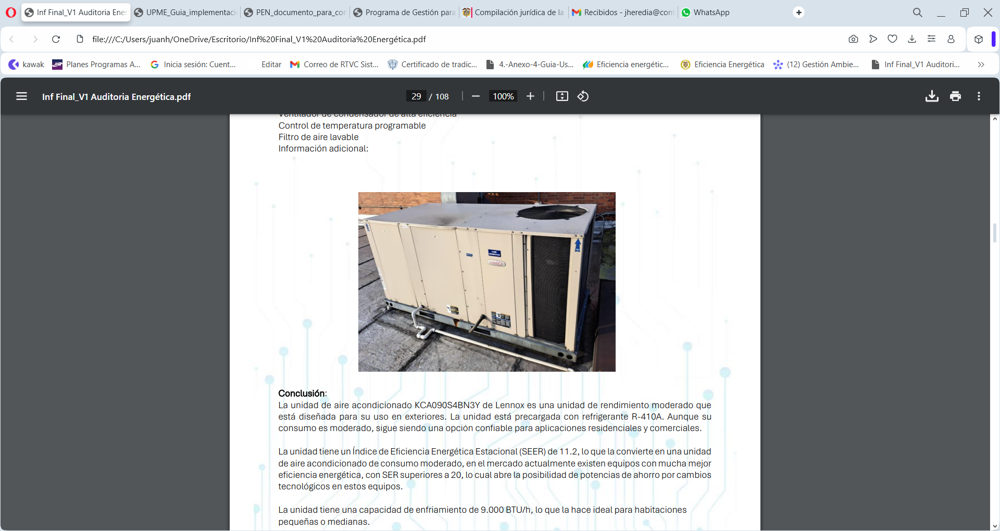 Inf Final_V1 Auditoria Ener
UPME_Guia_implementaci
PEN_documento_para_cor
Programa de Gestión para
Compilación jurídica de la
Recibidos - jheredia@cont
WhatsApp
file:///C:/Users/juanh/OneDrive/Escritorio/Inf%20Final_V1%20Auditoria%20Energética.pdf
kawak
Planes Programas A...
Inicia sesión: Cuent...
Editar
Correo de RTVC Sist...
Certificado de tradic...
4.-Anexo-4-Guia-Us...
Eficiencia energétic...
Eficiencia Energética
(12) Gestión Ambie...
Inf Final_V1 Auditori...
Inf Final_V1 Auditoria Energética.pdf
29 / 108
100%
Ventilador de condensador de alta eficiencia
Control de temperatura programable
Filtro de aire lavable
Información adicional:
Conclusión:
La unidad de aire acondicionado KCA090S4BN3Y de Lennox es una unidad de rendimiento moderado que
está diseñada para su uso en exteriores. La unidad está precargada con refrigerante R-410A. Aunque su
consumo es moderado, sigue siendo una opción confiable para aplicaciones residenciales y comerciales.
La unidad tiene un Índice de Eficiencia Energética Estacional (SEER) de 11.2, lo que la convierte en una unidad
de aire acondicionado de consumo moderado, en el mercado actualmente existen equipos con mucha mejor
eficiencia energética, con SER superiores a 20, lo cual abre la posibilidad de potencias de ahorro por cambios
tecnológicos en estos equipos.
La unidad tiene una capacidad de enfriamiento de 9.000 BTU/h, lo que la hace ideal para habitaciones
pequeñas o medianas.